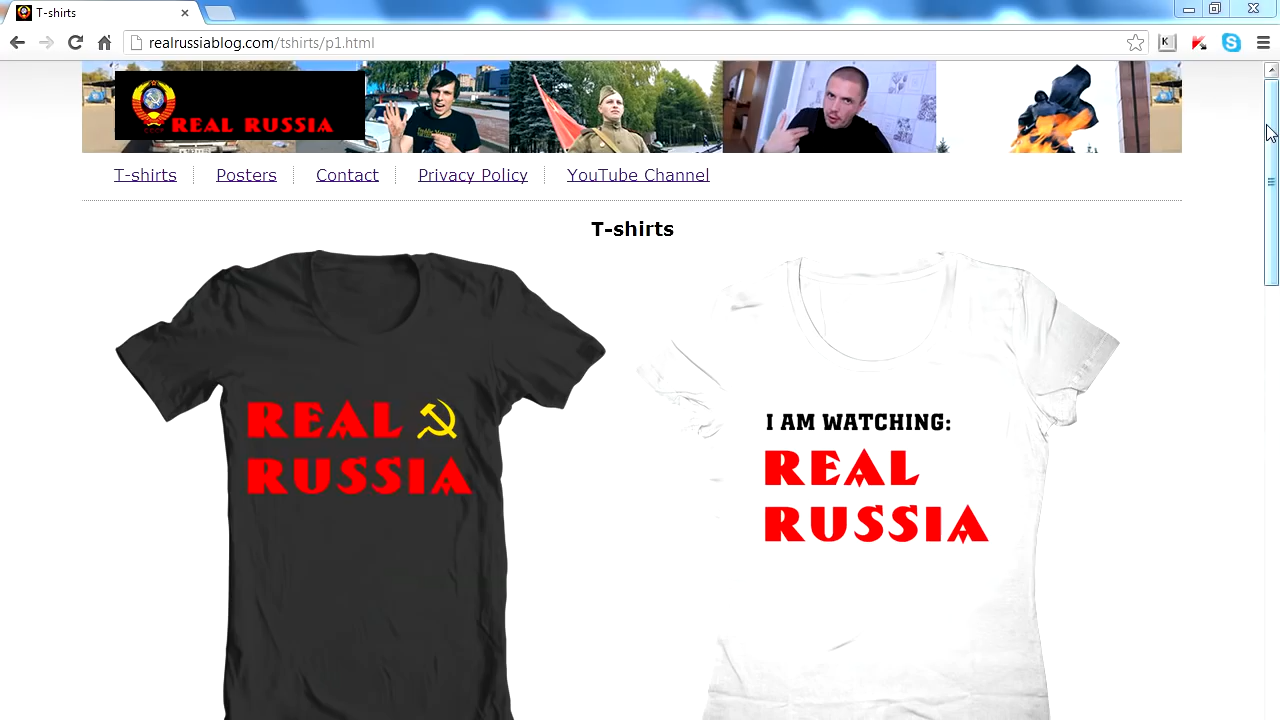 T-shirts
realrussiablog.com/tshirts/p1.html
K
CCCP
REAL RUSSIA
T-shirts
Posters
Contact
Privacy Policy
YouTube Channel
T-shirts
REAL
RUSSIA
I AM WATCHING:
REAL
RUSSIA